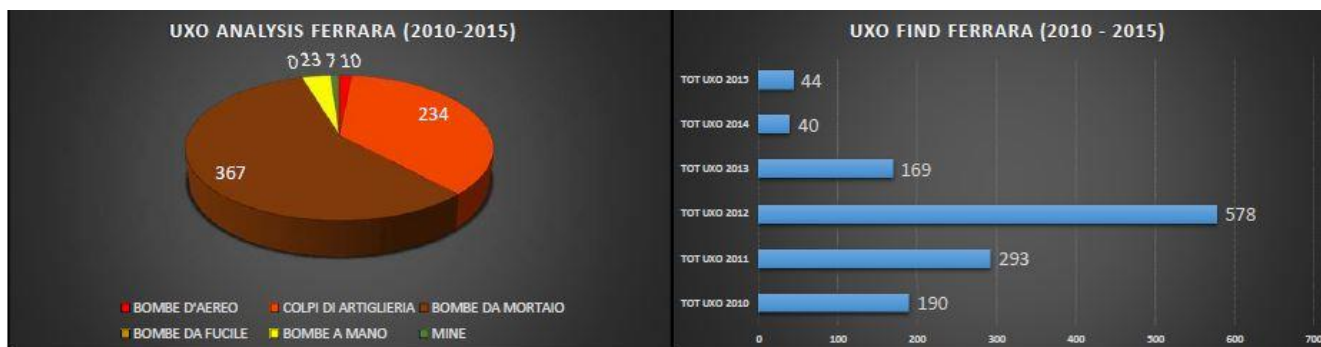 UXO ANALYSIS FERRARA (2010-2015)
0 23 7 10
234
367
BOMBE D'AEREO COLPI DI ARTIGLIERIA BOMBE DA MORTAIO
BOMBE DA FUCILE BOMBE A MANO MINE
UXO FIND FERRARA (2010 - 2015)
TOT UXO 2015 44
TOT UXO 2014 40
TOT UXO 2013 169
TOT UXO 2012 578
TOT UXO 2011 293
TOT UXO 2010 190
0 100 200 300 400 500 600 700